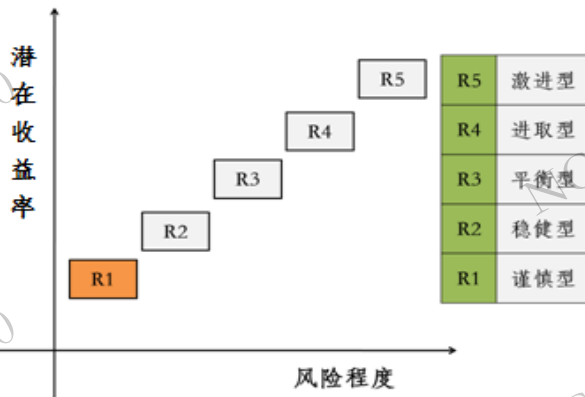 潜在收益率
R5
R4
R3
R2
R1
风险程度
R5 激进型
R4 进取型
R3 平衡型
R2 稳健型
R1 谨慎型